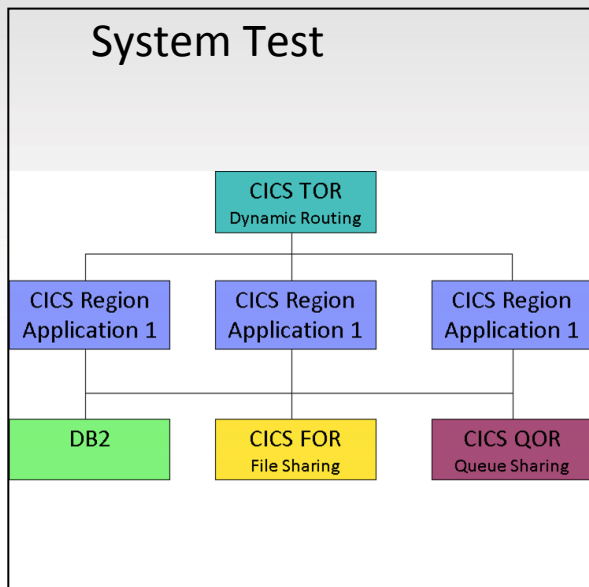 System Test
CICS TOR
Dynamic Routing
CICS Region
Application 1
CICS Region
Application 1
CICS Region
Application 1
DB2
CICS FOR
File Sharing
CICS QOR
Queue Sharing